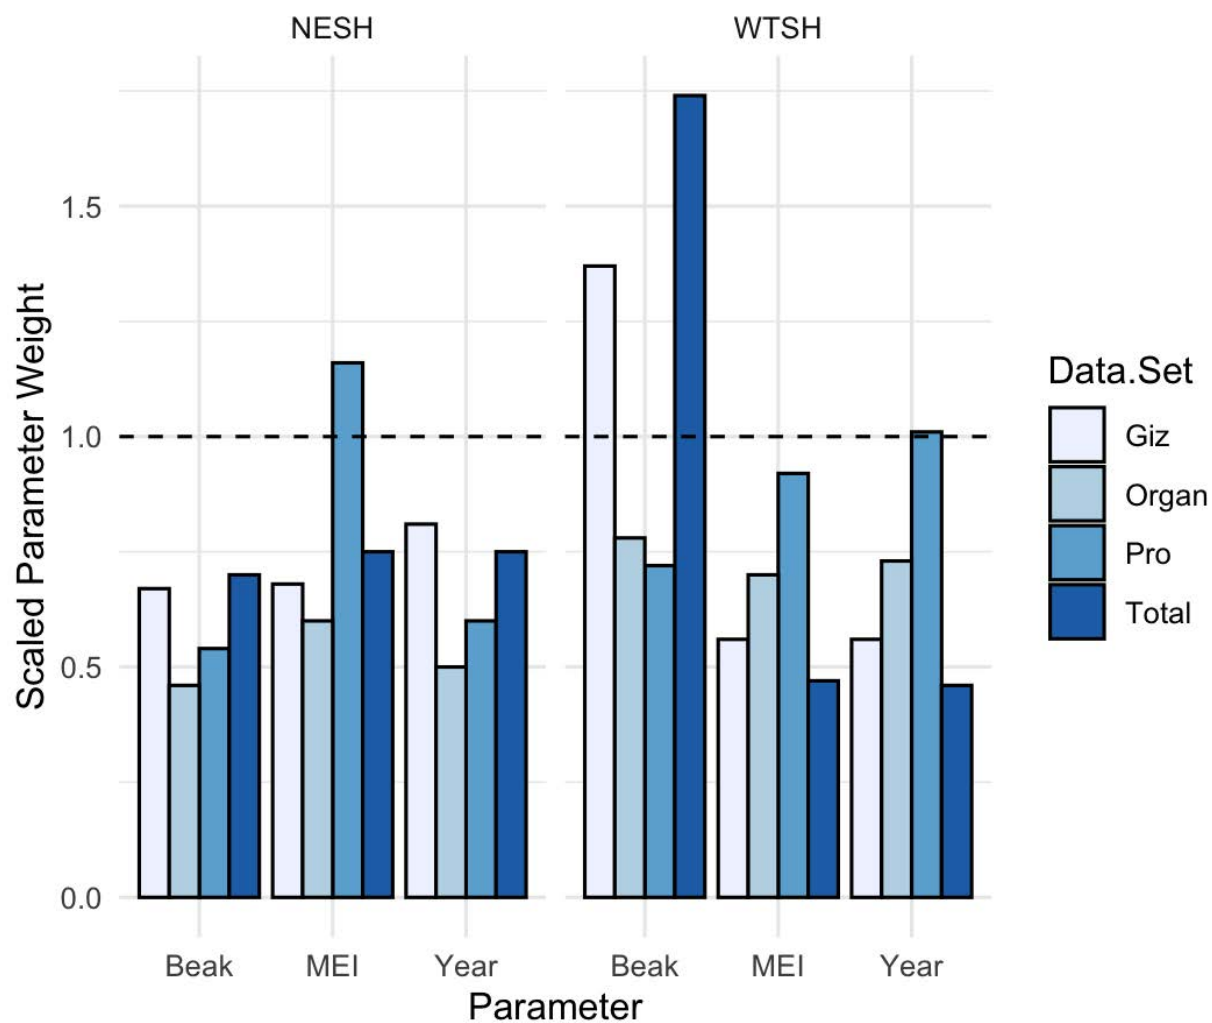 NESH WTSH
Scaled Parameter Weight
1.5
1.0
0.5
0.0
Beak MEI Year Beak MEI Year
Parameter
Data.Set
Giz
Organ
Pro
Total